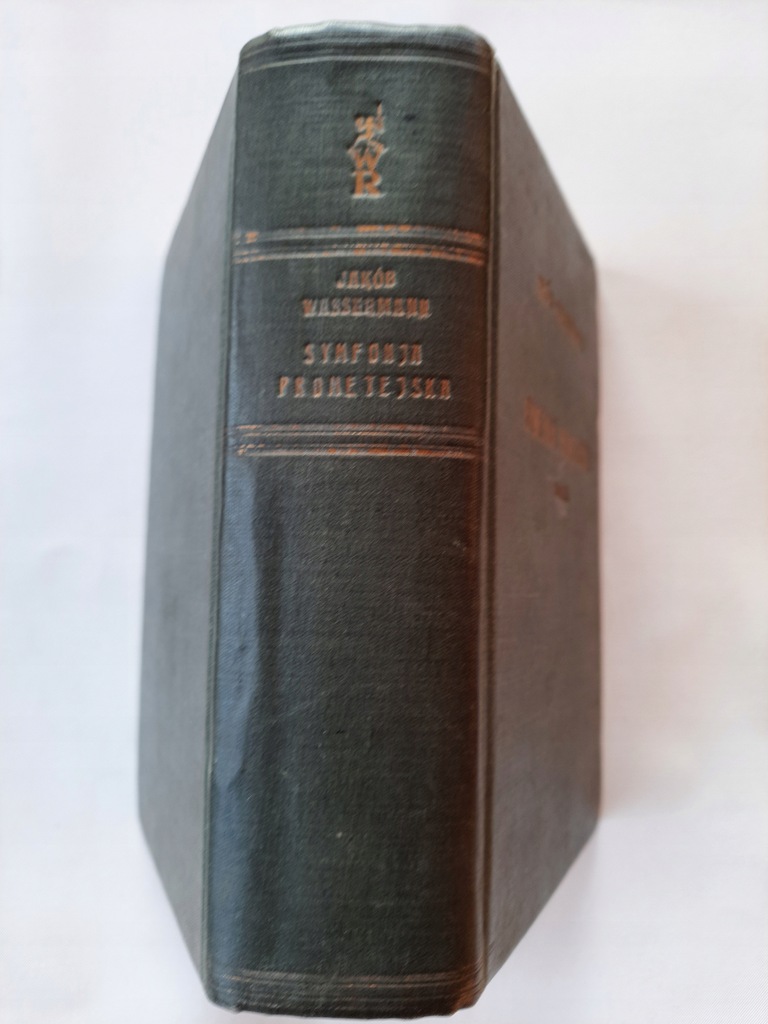 WR
JAKÓB
WASSERMANN
SYMFONJA
PROMETEJSKA